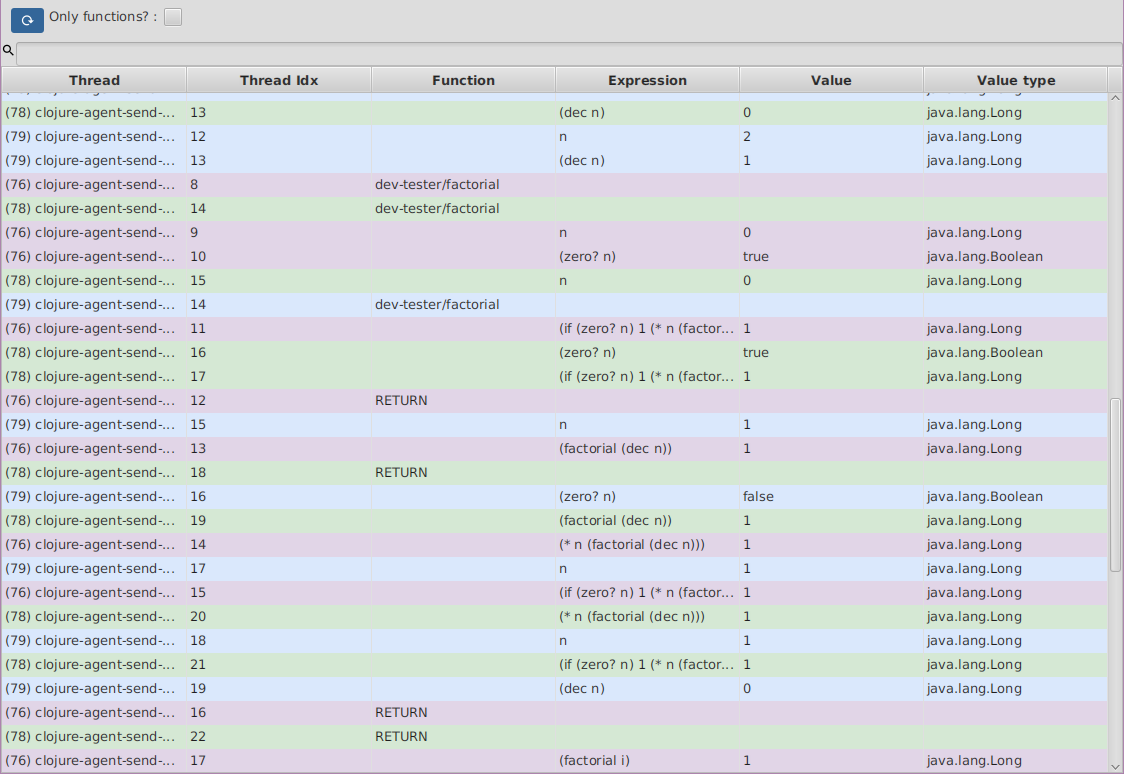 Only functions? :
Thread Thread Idx Function Expression Value Value type
(78) clojure-agent-send-... 13 (dec n) 0 java.lang.Long
(79) clojure-agent-send-... 12 n 2 java.lang.Long
(79) clojure-agent-send-... 13 (dec n) 1 java.lang.Long
(76) clojure-agent-send-... 8 dev-tester/factorial
(78) clojure-agent-send-... 14 dev-tester/factorial
(76) clojure-agent-send-... 9 n 0 java.lang.Long
(76) clojure-agent-send-... 10 (zero? n) true java.lang.Boolean
(78) clojure-agent-send-... 15 n 0 java.lang.Long
(79) clojure-agent-send-... 14 dev-tester/factorial
(76) clojure-agent-send-... 11 (if (zero? n) 1 (* n (factor... 1 java.lang.Long
(78) clojure-agent-send-... 16 (zero? n) true java.lang.Boolean
(78) clojure-agent-send-... 17 (if (zero? n) 1 (* n (factor... 1 java.lang.Long
(76) clojure-agent-send-... 12 RETURN
(79) clojure-agent-send-... 15 n 1 java.lang.Long
(76) clojure-agent-send-... 13 (factorial (dec n)) 1 java.lang.Long
(78) clojure-agent-send-... 18 RETURN
(79) clojure-agent-send-... 16 (zero? n) false java.lang.Boolean
(78) clojure-agent-send-... 19 (factorial (dec n)) 1 java.lang.Long
(76) clojure-agent-send-... 14 (* n (factorial (dec n))) 1 java.lang.Long
(79) clojure-agent-send-... 17 n 1 java.lang.Long
(76) clojure-agent-send-... 15 (if (zero? n) 1 (* n (factor... 1 java.lang.Long
(78) clojure-agent-send-... 20 (* n (factorial (dec n))) 1 java.lang.Long
(79) clojure-agent-send-... 18 n 1 java.lang.Long
(78) clojure-agent-send-... 21 (if (zero? n) 1 (* n (factor... 1 java.lang.Long
(79) clojure-agent-send-... 19 (dec n) 0 java.lang.Long
(76) clojure-agent-send-... 16 RETURN
(78) clojure-agent-send-... 22 RETURN
(76) clojure-agent-send-... 17 (factorial i) 1 java.lang.Long